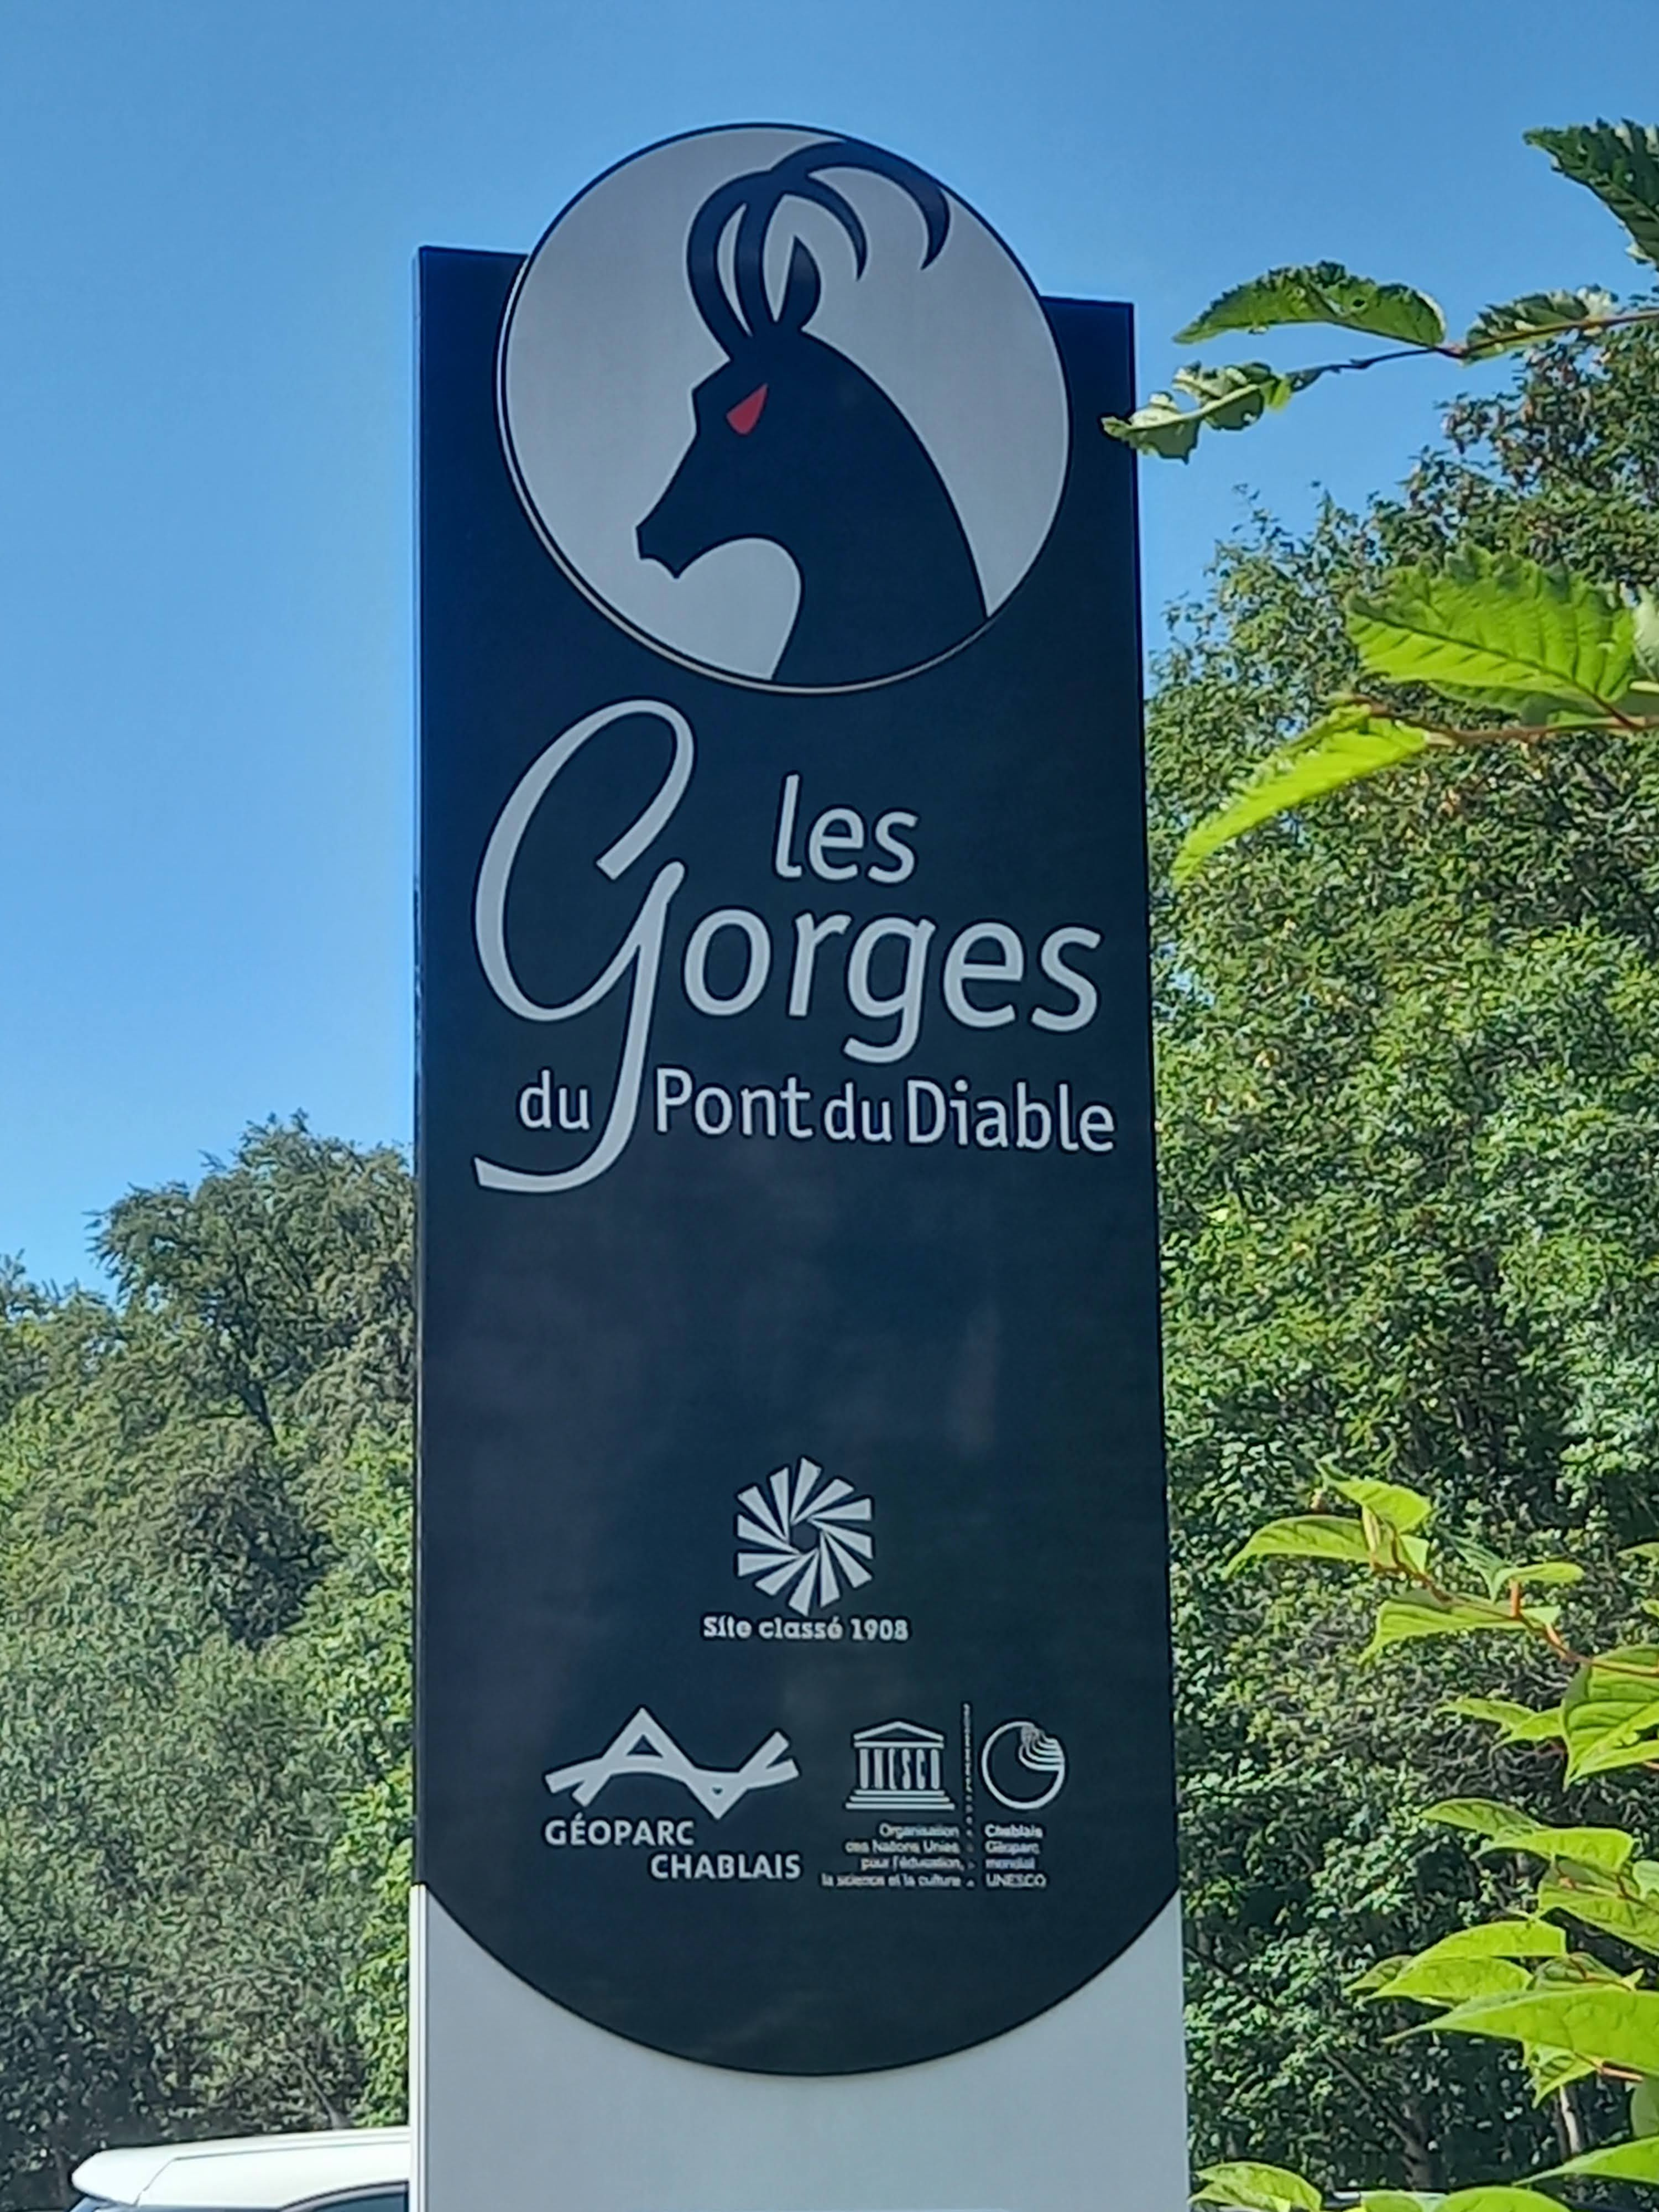 les
Gorges
du Pont du Diable
Site classé 1908
GÉOPARC
CHABLAIS
UNESCO
Organisation
des Nations Unies
pour l'éducation,
la science et la culture
Chablais
Géoparc
mondial
UNESCO